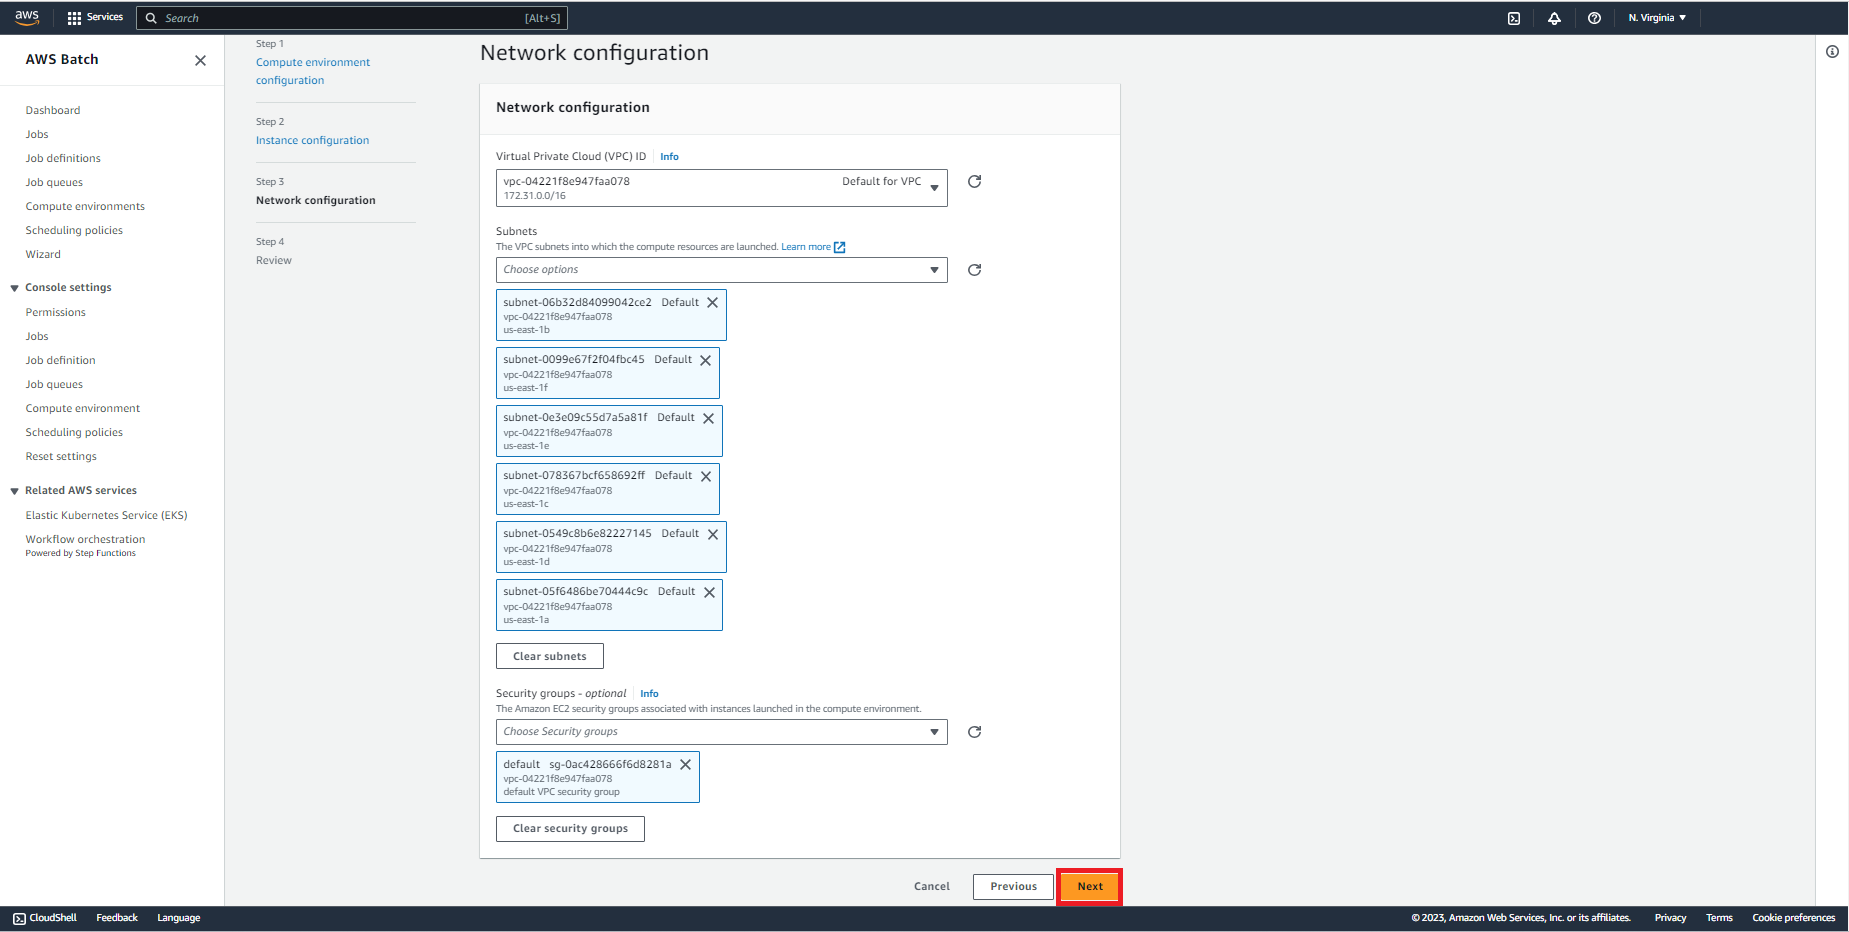 aws
Services
Search
[Alt+S]
N. Virginia
AWS Batch
Dashboard
Jobs
Job definitions
Job queues
Compute environments
Scheduling policies
Wizard
Console settings
Permissions
Jobs
Job definition
Job queues
Compute environment
Scheduling policies
Reset settings
Related AWS services
Elastic Kubernetes Service (EKS)
Workflow orchestration
Powered by Step Functions
Step 1
Compute environment
configuration
Step 2
Instance configuration
Step 3
Network configuration
Step 4
Review
Network configuration
Network configuration
Virtual Private Cloud (VPC) ID Info
vpc-04221f8e947faa078 Default for VPC
172.31.0.0/16
Subnets
The VPC subnets into which the compute resources are launched. Learn more
Choose options
subnet-06b32d84099042ce2 Default
vpc-04221f8e947faa078
us-east-1b
subnet-0099e67f2f04fbc45 Default
vpc-04221f8e947faa078
us-east-1f
subnet-0e3e09c55d7a5a81f Default
vpc-04221f8e947faa078
us-east-1e
subnet-078367bcf658692ff Default
vpc-04221f8e947faa078
us-east-1c
subnet-0549c8b6e82227145 Default
vpc-04221f8e947faa078
us-east-1d
subnet-05f6486be70444c9c Default
vpc-04221f8e947faa078
us-east-1a
Clear subnets
Security groups - optional Info
The Amazon EC2 security groups associated with instances launched in the compute environment.
Choose Security groups
default sg-0ac428666f6d8281a
vpc-04221f8e947faa078
default VPC security group
Clear security groups
Cancel
Previous
Next
CloudShell
Feedback
Language
© 2023, Amazon Web Services, Inc. or its affiliates.
Privacy
Terms
Cookie preferences